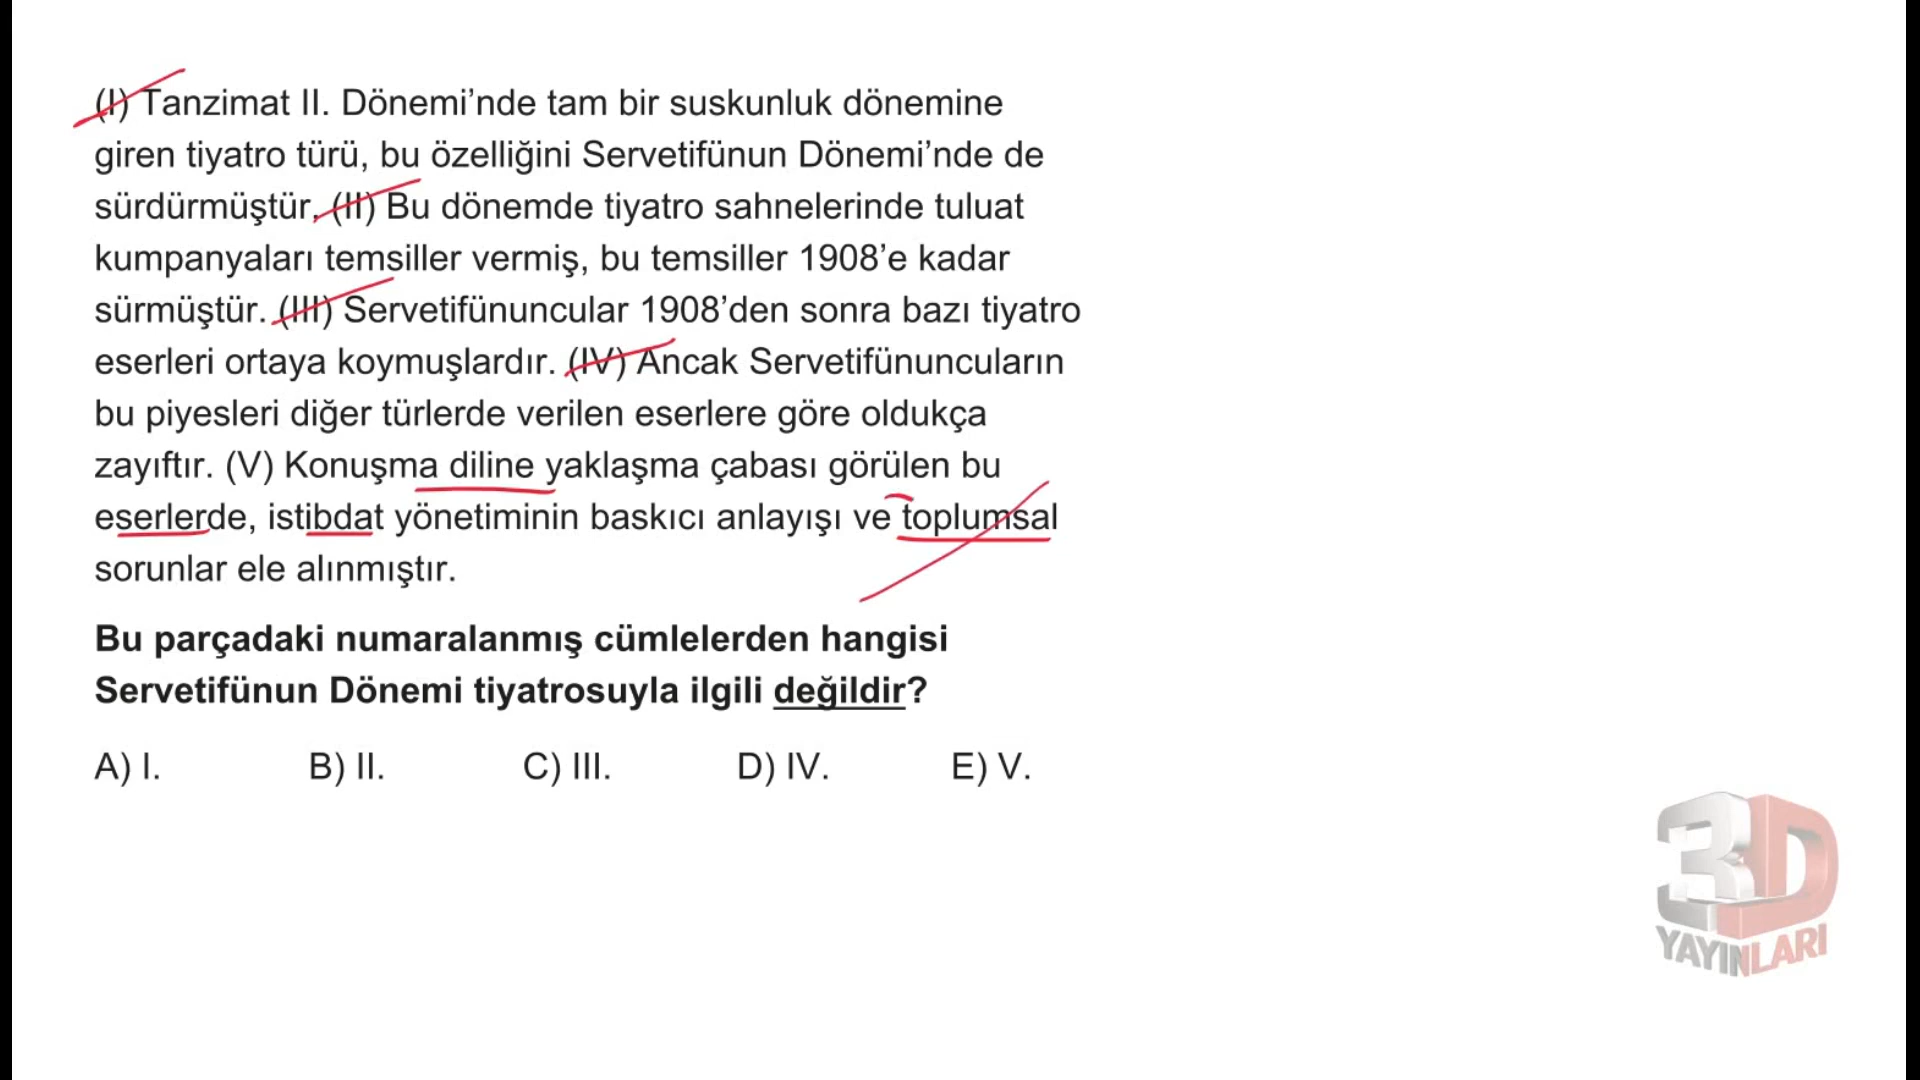 (I) Tanzimat II. Dönemi’nde tam bir suskunluk dönemine
giren tiyatro türü, bu özelliğini Servetifünun Dönemi’nde de
sürdürmüştür. (II) Bu dönemde tiyatro sahnelerinde tuluat
kumpanyaları temsiller vermiş, bu temsiller 1908’e kadar
sürmüştür. (III) Servetifünuncular 1908’den sonra bazı tiyatro
eserleri ortaya koymuşlardır. (IV) Ancak Servetifünuncuların
bu piyesleri diğer türlerde verilen eserlere göre oldukça
zayıftır. (V) Konuşma diline yaklaşma çabası görülen bu
eserlerde, istibdat yönetiminin baskıcı anlayışı ve toplumsal
sorunlar ele alınmıştır.
Bu parçadaki numaralanmış cümlelerden hangisi
Servetifünun Dönemi tiyatrosuyla ilgili değildir?
A) I. B) II. C) III. D) IV. E) V.
3D
YAYINLARI